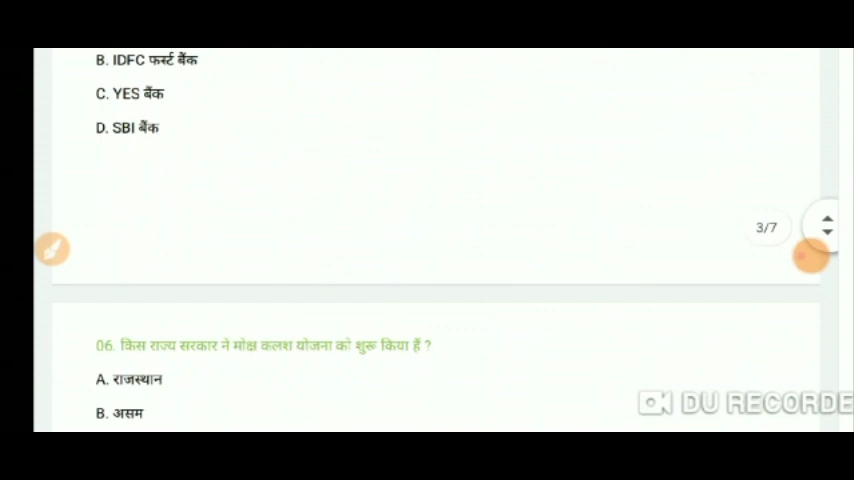 B. IDFC फर्स्ट बैंक
C. YES बैंक
D. SBI बैंक
3/7
06. किस राज्य सरकार ने मोक्ष कलश योजना को शुरू किया हैं ?
A. राजस्थान
B. असम
DU RECORDE